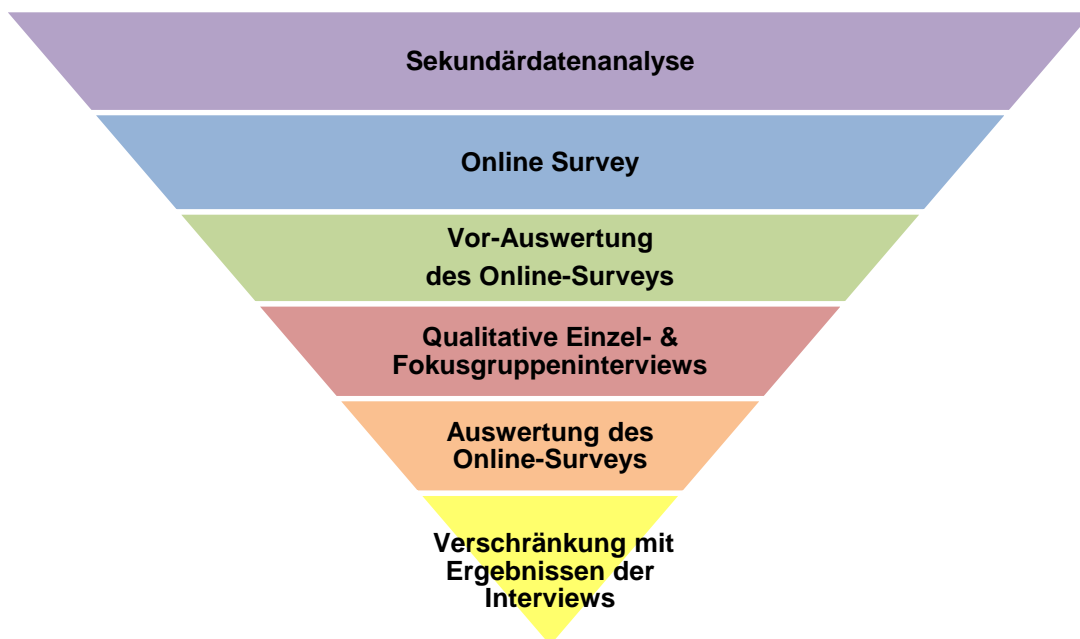 Sekundärdatenanalyse
Online Survey
Vor-Auswertung
des Online-Surveys
Qualitative Einzel- &
Fokusgruppeninterviews
Auswertung des
Online-Surveys
Verschränkung mit
Ergebnissen der
Interviews